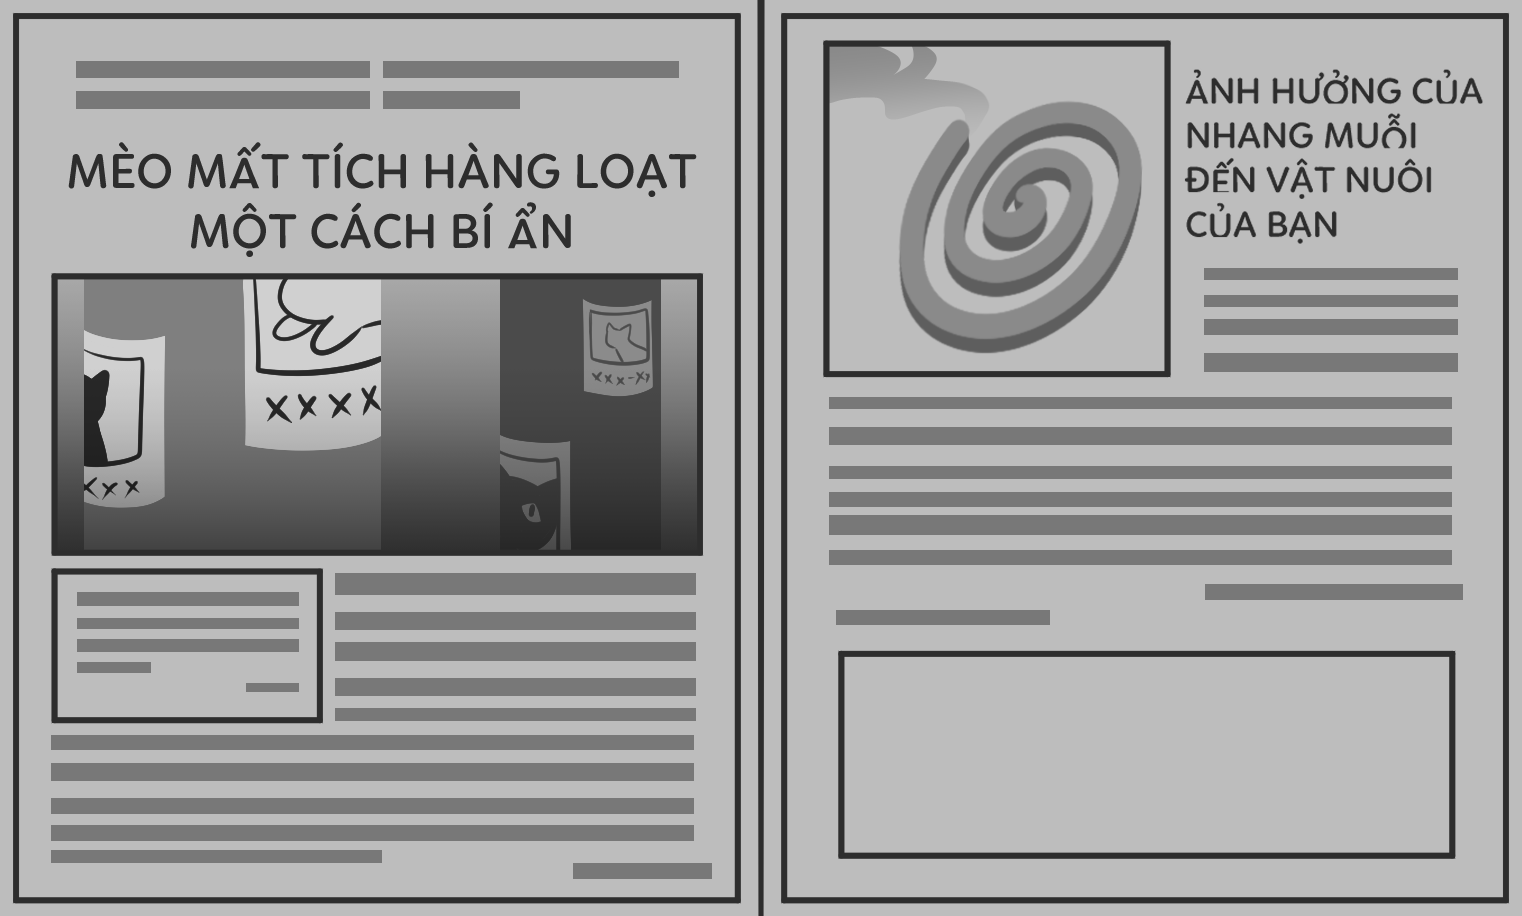 MÈO MẤT TÍCH HÀNG LOẠT
MỘT CÁCH BÍ ẨN
XXXX
XXX
XXX-XX
ẢNH HƯỞNG CỦA
NHANG MUỖI
ĐẾN VẬT NUÔI
CỦA BẠN